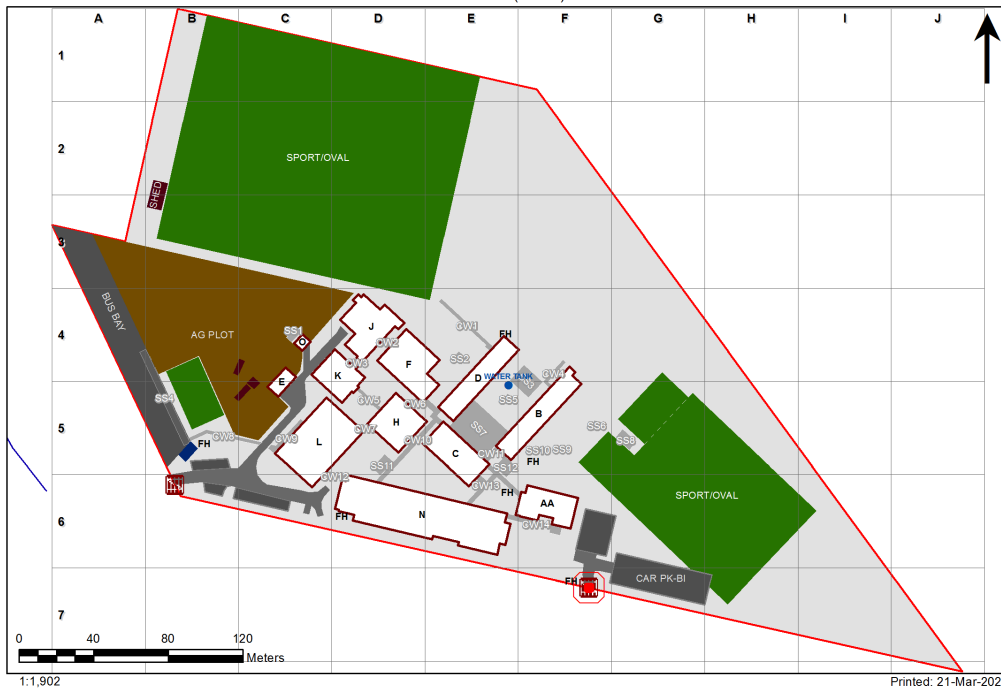 A B C D E F G H I J
1
SPORT/OVAL
2
SHED
3
BUS BAY
AG PLOT
4
SS1
O
J
CW1
FH
CW2
SS2
CW3
F
K
E
D
WATER TANK
CW4
SS4
CW5
CW6
SS5
B
H
5
SS7
SS6
CW7
CW8
FH
CW9
L
CW10
SS8
C
CW11
SS10
SS9
SS11
SS12
FH
CW12
CW13
FH
SPORT/OVAL
6
N
AA
FH
CW14
FH
CAR PK-BI
7
0 40 80 120
Meters
1:1,902
Printed: 21-Mar-202